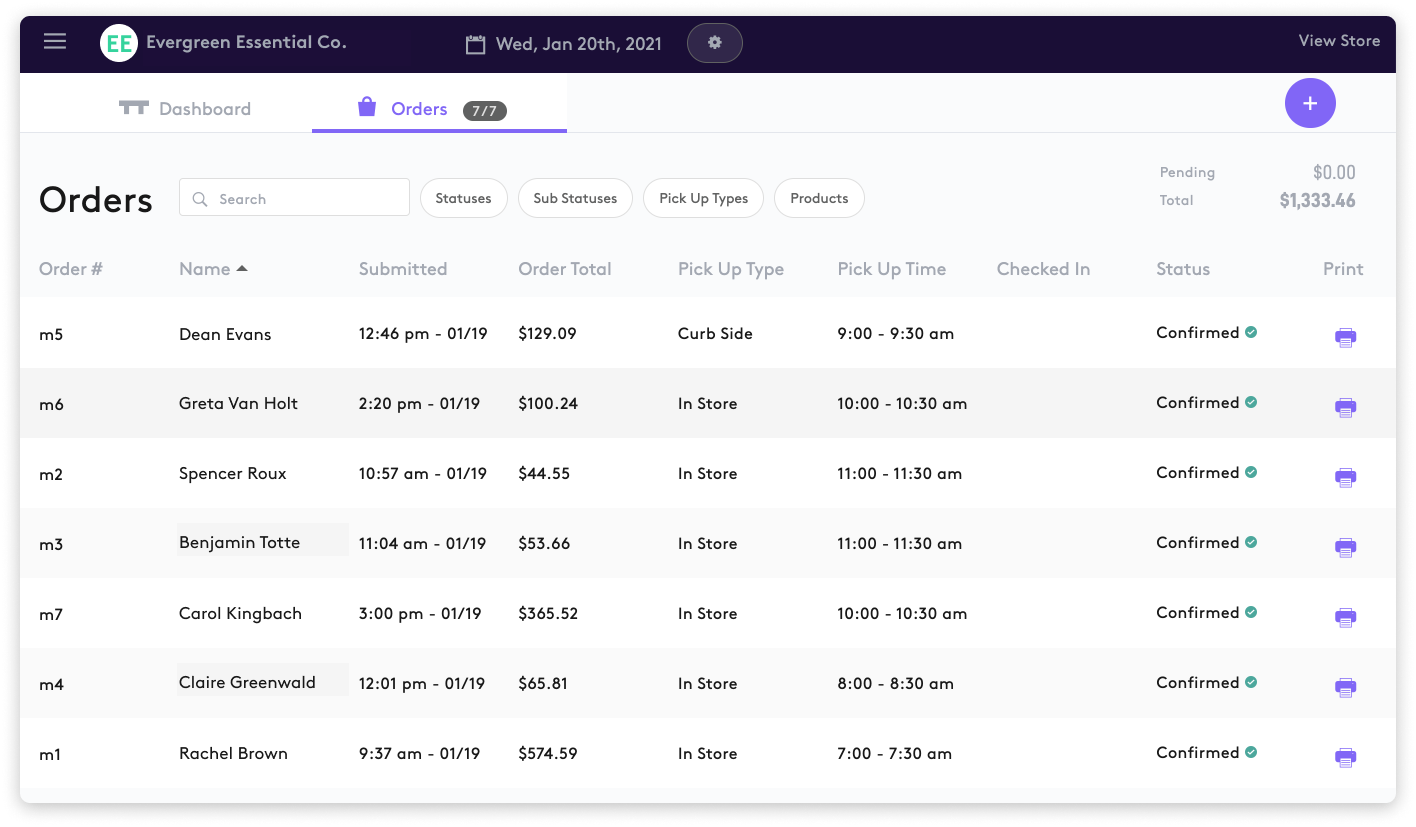 EE Evergreen Essential Co. Wed, Jan 20th, 2021 View Store
Dashboard Orders 7/7 +
Pending $0.00
Orders Search Statuses Sub Statuses Pick Up Types Products
Total $1,333.46
Order # Name Submitted Order Total Pick Up Type Pick Up Time Checked In Status Print
m5 Dean Evans 12:46 pm - 01/19 $129.09 Curb Side 9:00 - 9:30 am Confirmed
m6 Greta Van Holt 2:20 pm - 01/19 $100.24 In Store 10:00 - 10:30 am Confirmed
m2 Spencer Roux 10:57 am - 01/19 $44.55 In Store 11:00 - 11:30 am Confirmed
m3 Benjamin Totte 11:04 am - 01/19 $53.66 In Store 11:00 - 11:30 am Confirmed
m7 Carol Kingbach 3:00 pm - 01/19 $365.52 In Store 10:00 - 10:30 am Confirmed
m4 Claire Greenwald 12:01 pm - 01/19 $65.81 In Store 8:00 - 8:30 am Confirmed
m1 Rachel Brown 9:37 am - 01/19 $574.59 In Store 7:00 - 7:30 am Confirmed